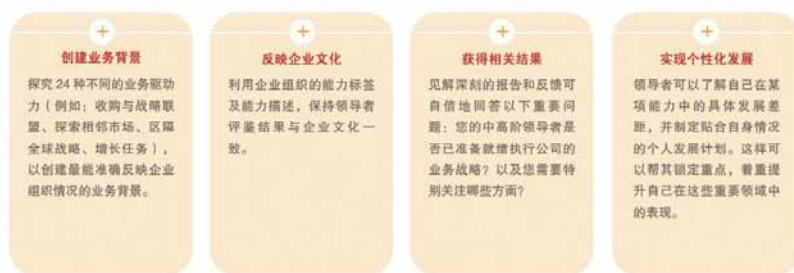 创建业务背景
探究 24 种不同的业务驱动
力（例如：收购与战略联
盟、探索相邻市场、区隔
全球战略、增长任务），
以创建最能准确反映企业
组织情况的业务背景。
反映企业文化
利用企业组织的能力标签
及能力描述，保持领导者
评鉴结果与企业文化一
致。
获得相关结果
见解深刻的报告和反馈可
自信地回答以下重要问
题：您的中高阶领导者是
否已准备就绪执行公司的
业务战略？以及您需要特
别关注哪些方面？
实现个性化发展
领导者可以了解自己在某
项能力中的具体发展差
距，并制定贴合自身情况
的个人发展计划。这样可
以帮其锁定重点，着重提
升自己在这些重要领域中
的表现。